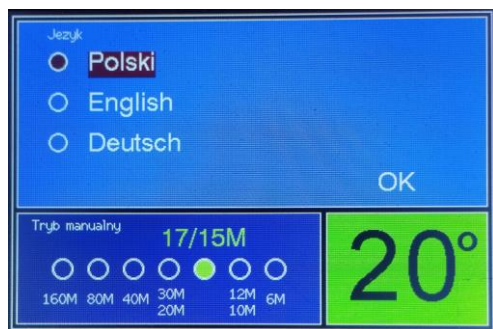 Jezyk
Polski
English
Deutsch
OK
Tryb manualny
17/15M
160M 80M 40M 30M 12M 6M
20M 10M
20°